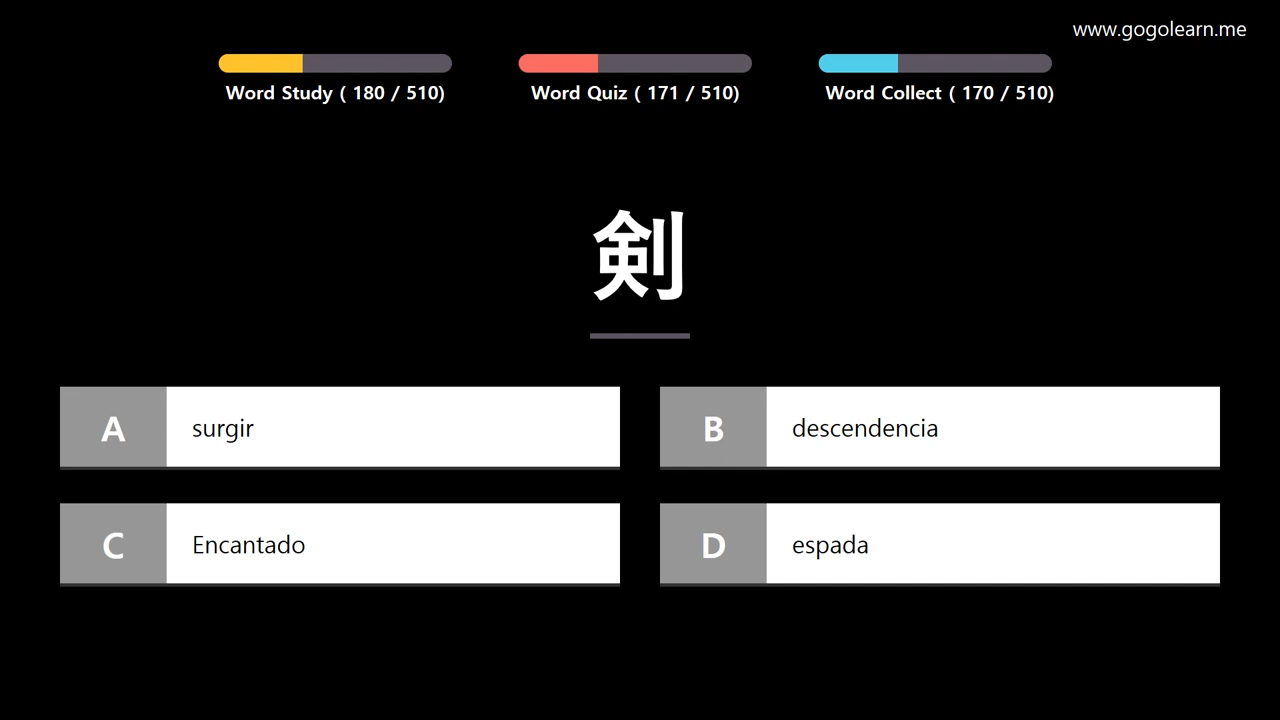 www.gogolearn.me
Word Study ( 180 / 510)
Word Quiz ( 171 / 510)
Word Collect ( 170 / 510)
剣
A surgir
B descendencia
C Encantado
D espada